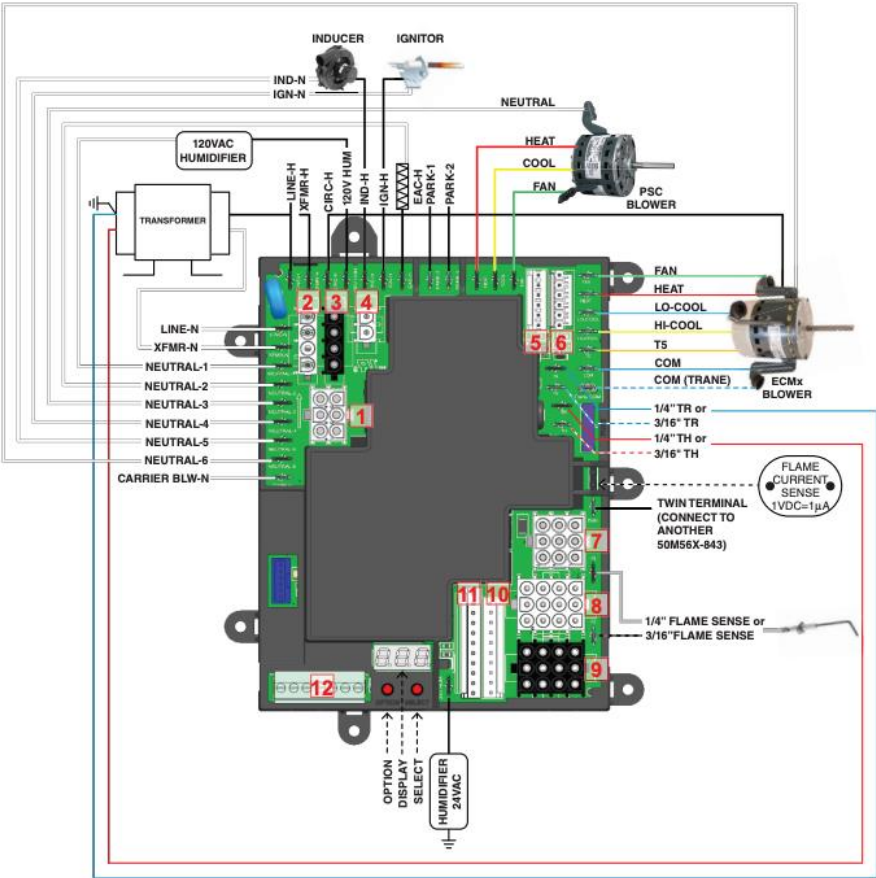 INDUCER
IGNITOR
IND-N
IGN-N
NEUTRAL
120VAC
HUMIDIFIER
HEAT
COOL
FAN
PSC
BLOWER
TRANSFORMER
LINE-H
XFMR-H
CIRC-H
120V HUM
IND-H
IGN-H
EAC-H
PARK-1
PARK-2
2
3
4
5
6
1
LINE-N
XFMR-N
NEUTRAL-1
NEUTRAL-2
NEUTRAL-3
NEUTRAL-4
NEUTRAL-5
NEUTRAL-6
CARRIER BLW-N
FAN
HEAT
LO-COOL
HI-COOL
T5
COM
COM (TRANE)
ECMx
BLOWER
1/4" TR or
3/16" TR
1/4" TH or
3/16" TH
FLAME
CURRENT
SENSE
1VDC=1µA
TWIN TERMINAL
(CONNECT TO
ANOTHER
50M56X-843)
7
8
9
11
10
12
1/4" FLAME SENSE or
3/16"FLAME SENSE
OPTION SELECT
OPTION
DISPLAY
SELECT
HUMIDIFIER
24VAC